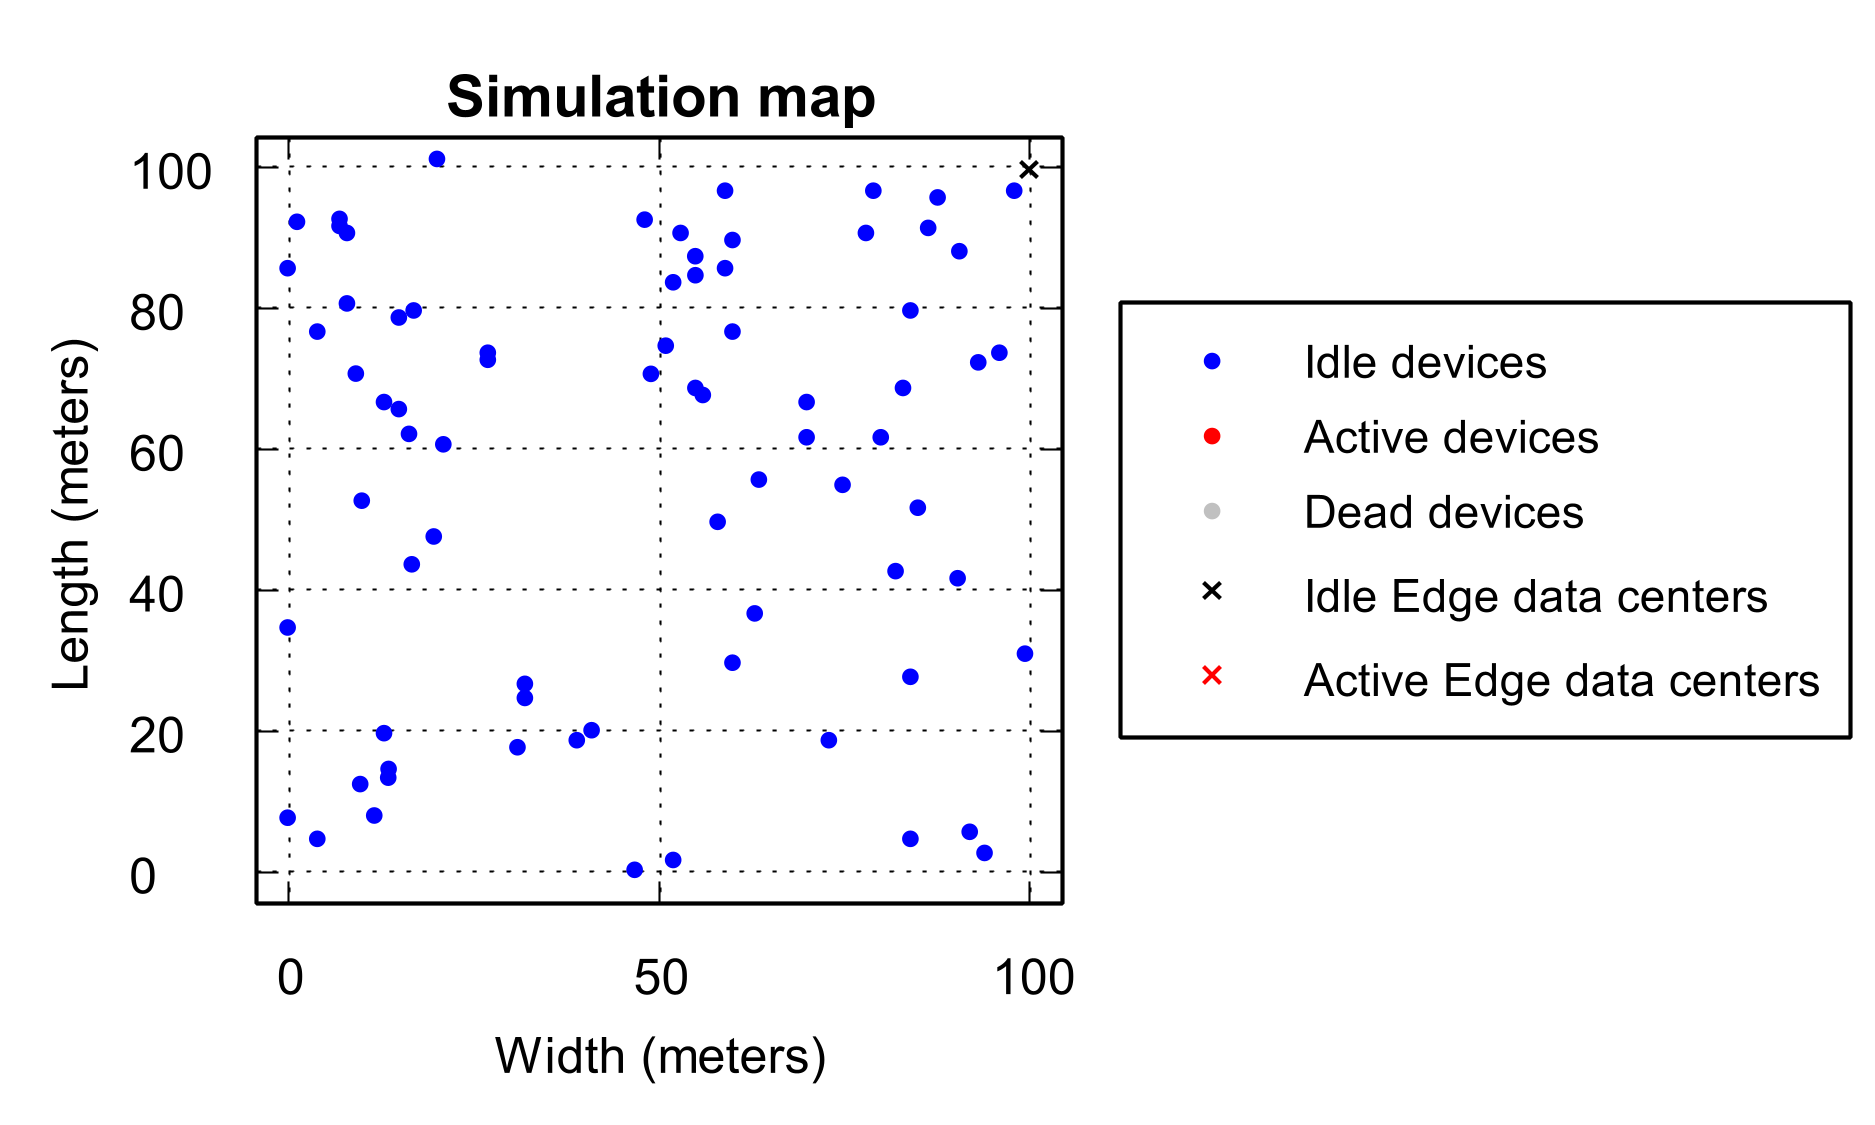 Simulation map
100
80
60
40
20
0
Length (meters)
0 50 100
Width (meters)
Idle devices
Active devices
Dead devices
Idle Edge data centers
Active Edge data centers